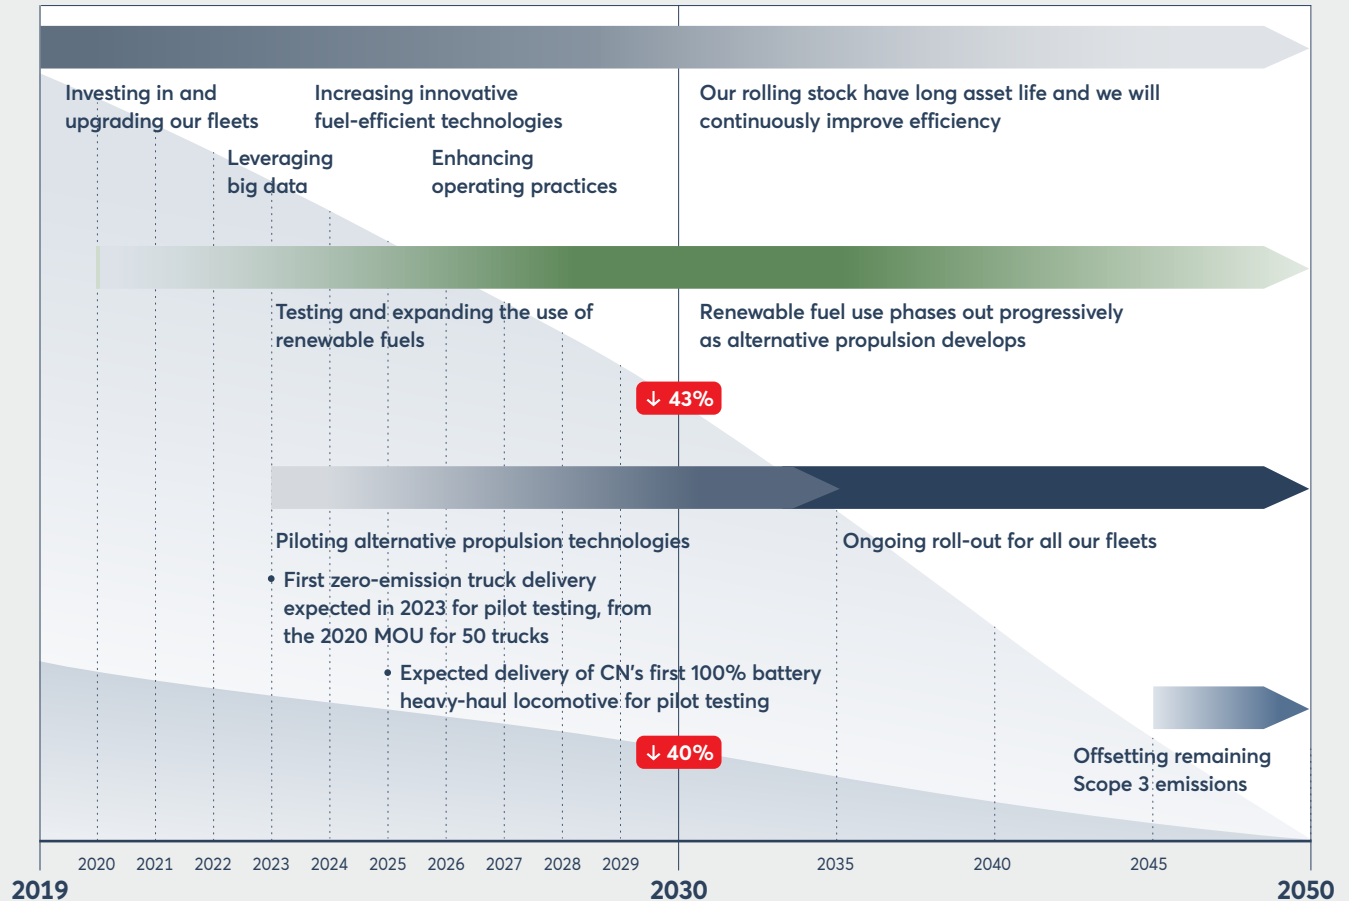 Investing in and
upgrading our fleets
Increasing innovative
fuel-efficient technologies
Our rolling stock have long asset life and we will
continuously improve efficiency
Leveraging
big data
Enhancing
operating practices
Testing and expanding the use of
renewable fuels
Renewable fuel use phases out progressively
as alternative propulsion develops
↓ 43%
Piloting alternative propulsion technologies
Ongoing roll-out for all our fleets
• First zero-emission truck delivery
expected in 2023 for pilot testing, from
the 2020 MOU for 50 trucks
• Expected delivery of CN's first 100% battery
heavy-haul locomotive for pilot testing
↓ 40%
Offsetting remaining
Scope 3 emissions
2020 2021 2022 2023 2024 2025 2026 2027 2028 2029 2035 2040 2045
2019 2030 2050